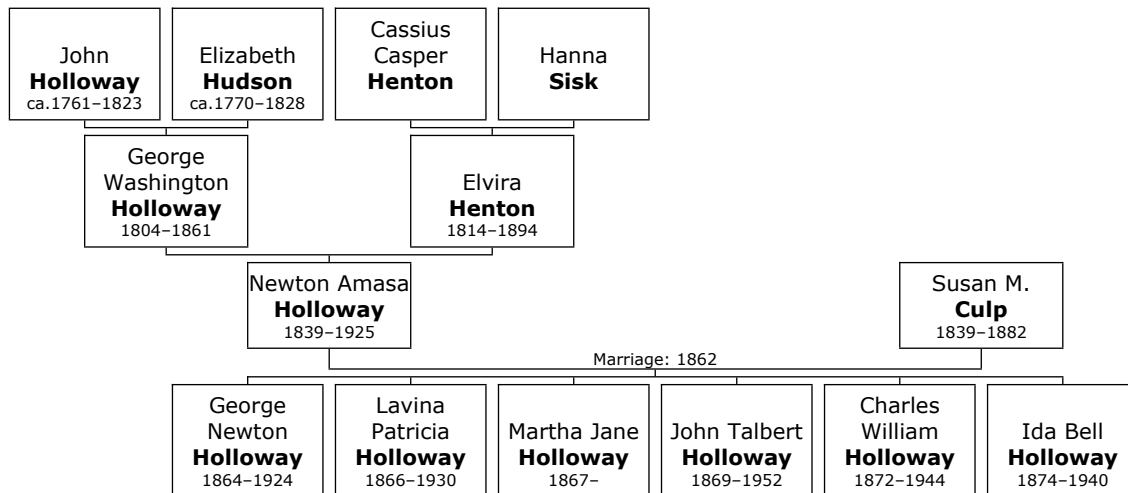 John
Holloway
ca.1761–1823
Elizabeth
Hudson
ca.1770–1828
Cassius
Casper
Henton
Hanna
Sisk
George
Washington
Holloway
1804–1861
Elvira
Henton
1814–1894
Newton Amasa
Holloway
1839–1925
Susan M.
Culp
1839–1882
Marriage: 1862
George
Newton
Holloway
1864–1924
Lavina
Patricia
Holloway
1866–1930
Martha Jane
Holloway
1867–
John Talbert
Holloway
1869–1952
Charles
William
Holloway
1872–1944
Ida Bell
Holloway
1874–1940